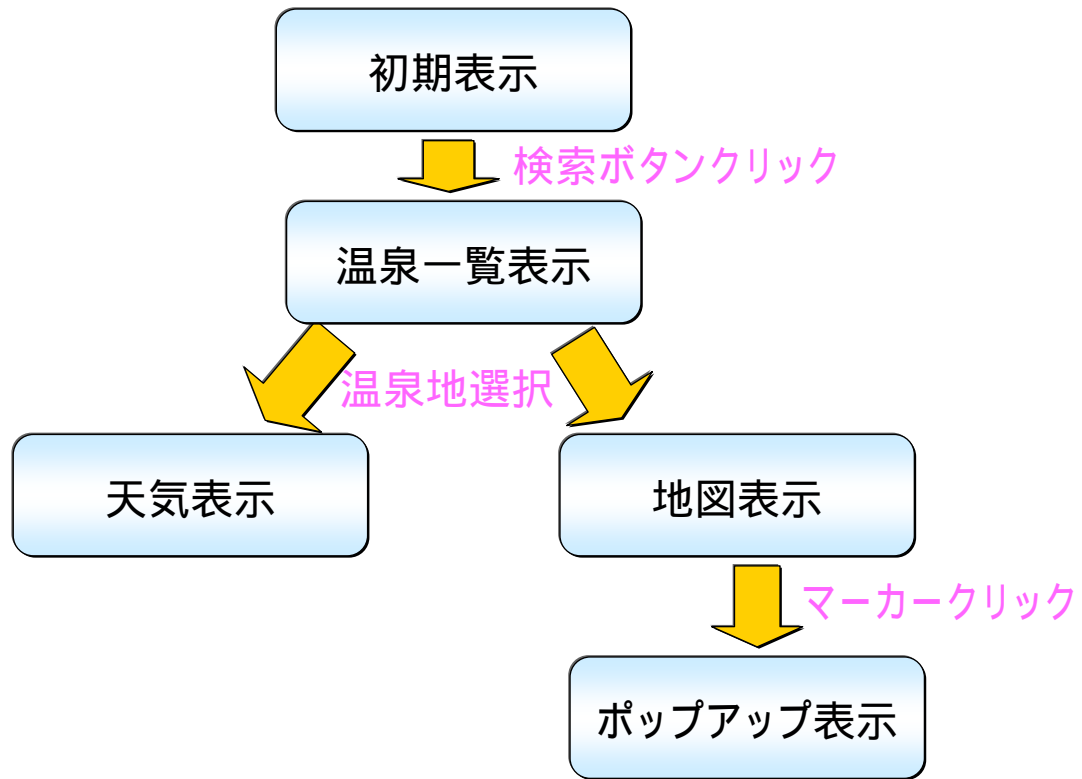 初期表示
検索ボタンクリック
温泉一覧表示
温泉地選択
天気表示
地図表示
マーカークリック
ポップアップ表示